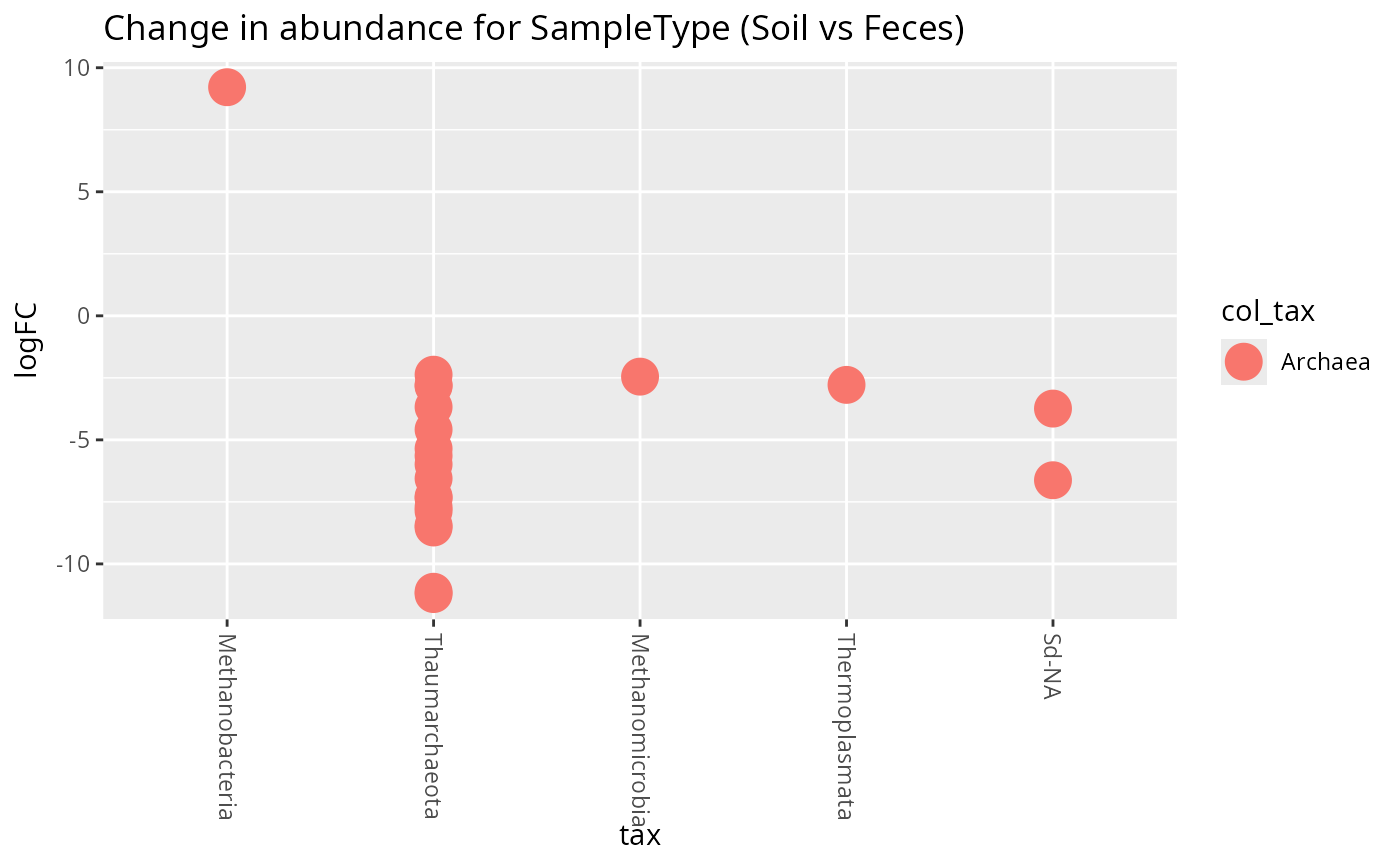 Change in abundance for SampleType (Soil vs Feces)
10
5
0
-5
-10
logFC
Methanobacteria
Thaumarchaeota
Methanomicrobia
Thermoplasmata
Sd-NA
tax
col_tax
Archaea